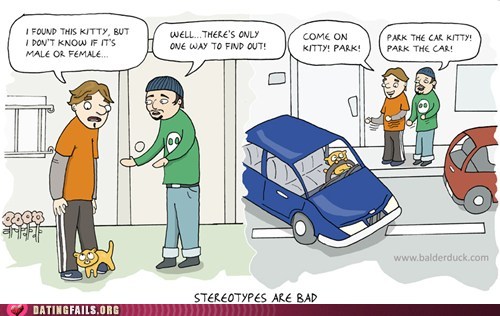 I FOUND THIS KITTY, BUT
I DON'T KNOW IF IT'S
MALE OR FEMALE...
WELL...THERE'S ONLY
ONE WAY TO FIND OUT!
COME ON
KITTY! PARK!
PARK THE CAR KITTY!
PARK THE CAR!
www.balderduck.com
STEREOTYPES ARE BAD
DATINGFAILS.ORG